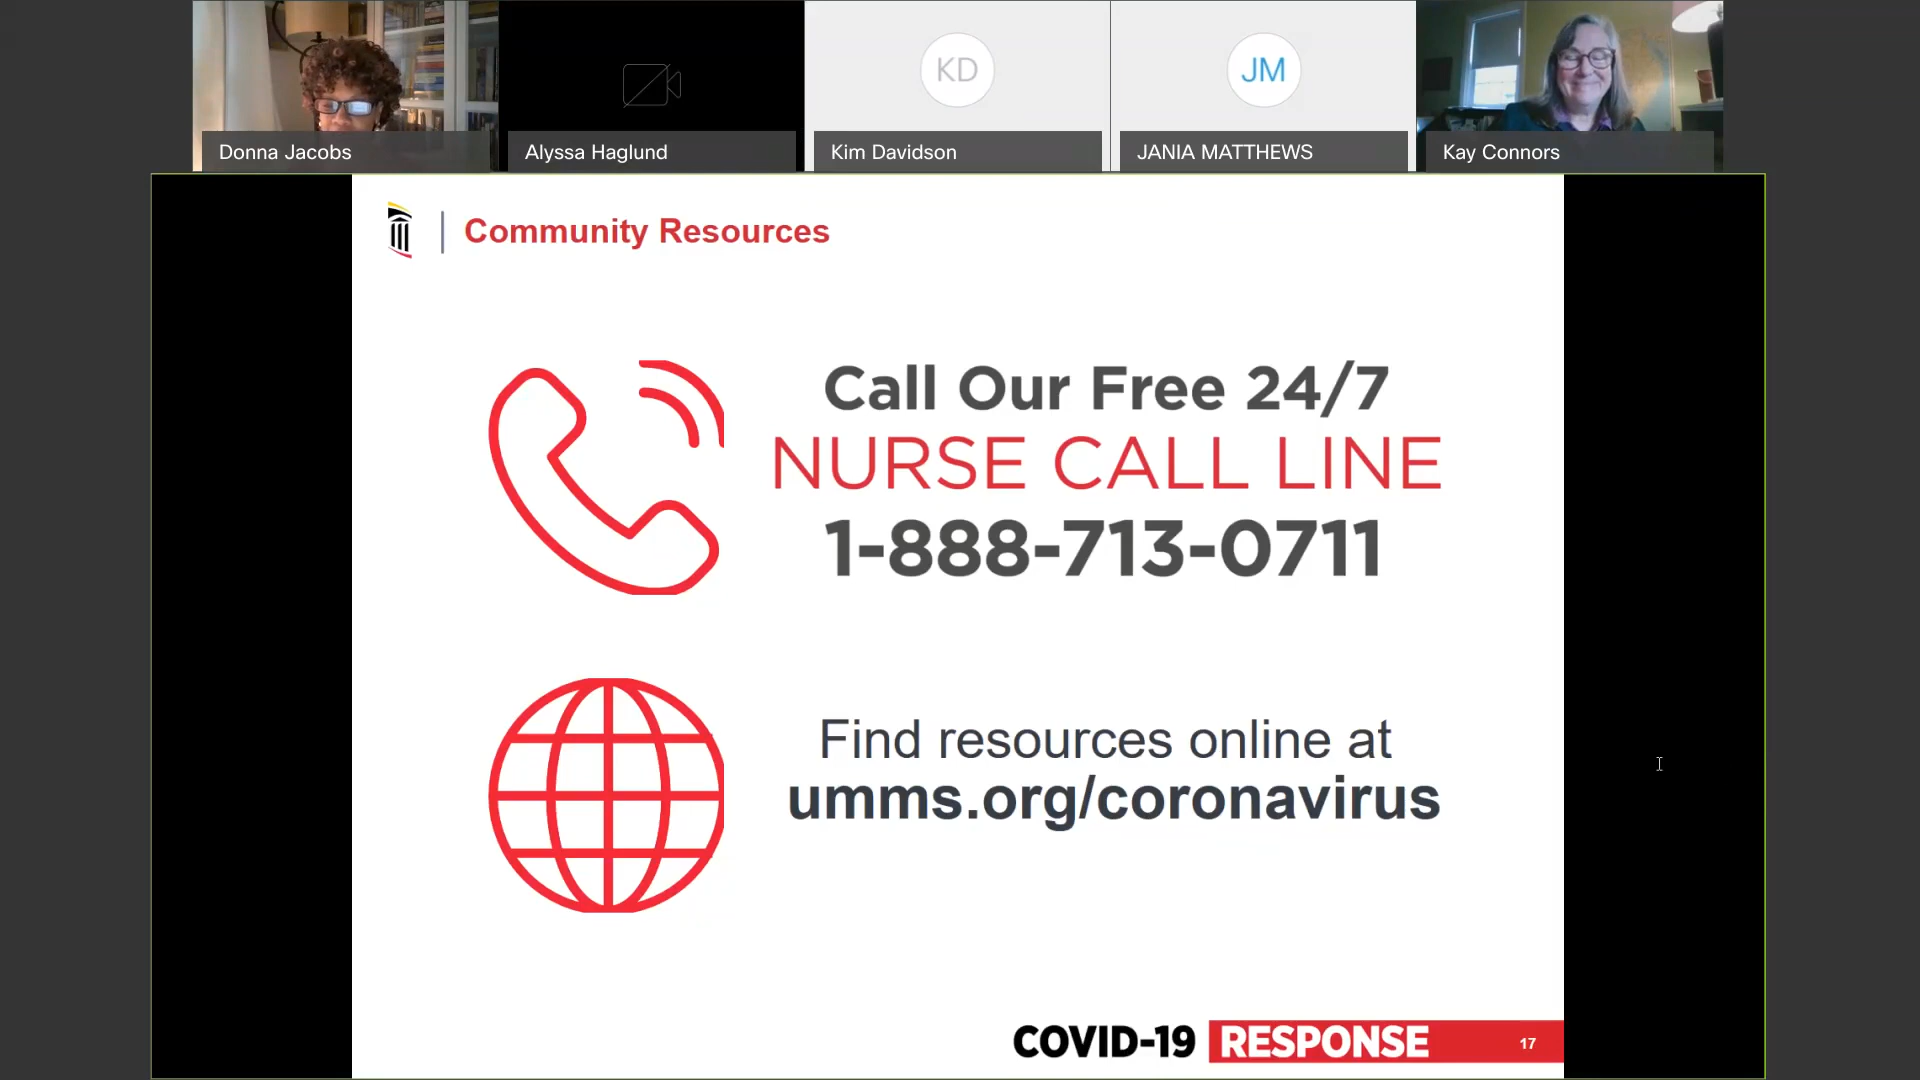 Donna Jacobs
Alyssa Haglund
KD
Kim Davidson
JM
JANIA MATTHEWS
Kay Connors
Community Resources
Call Our Free 24/7
NURSE CALL LINE
1-888-713-0711
Find resources online at
umms.org/coronavirus
COVID-19 RESPONSE
17